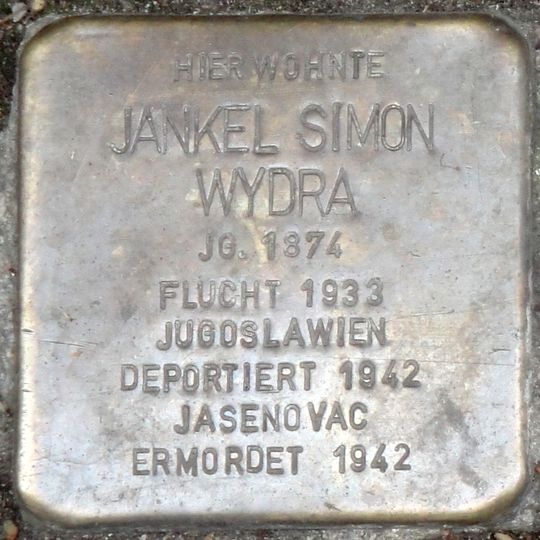 HIER WOHNTE
JANKEL SIMON
WYDRA
JG. 1874
FLUCHT 1933
JUGOSLAWIEN
DEPORTIERT 1942
JASENOVAC
ERMORDET 1942